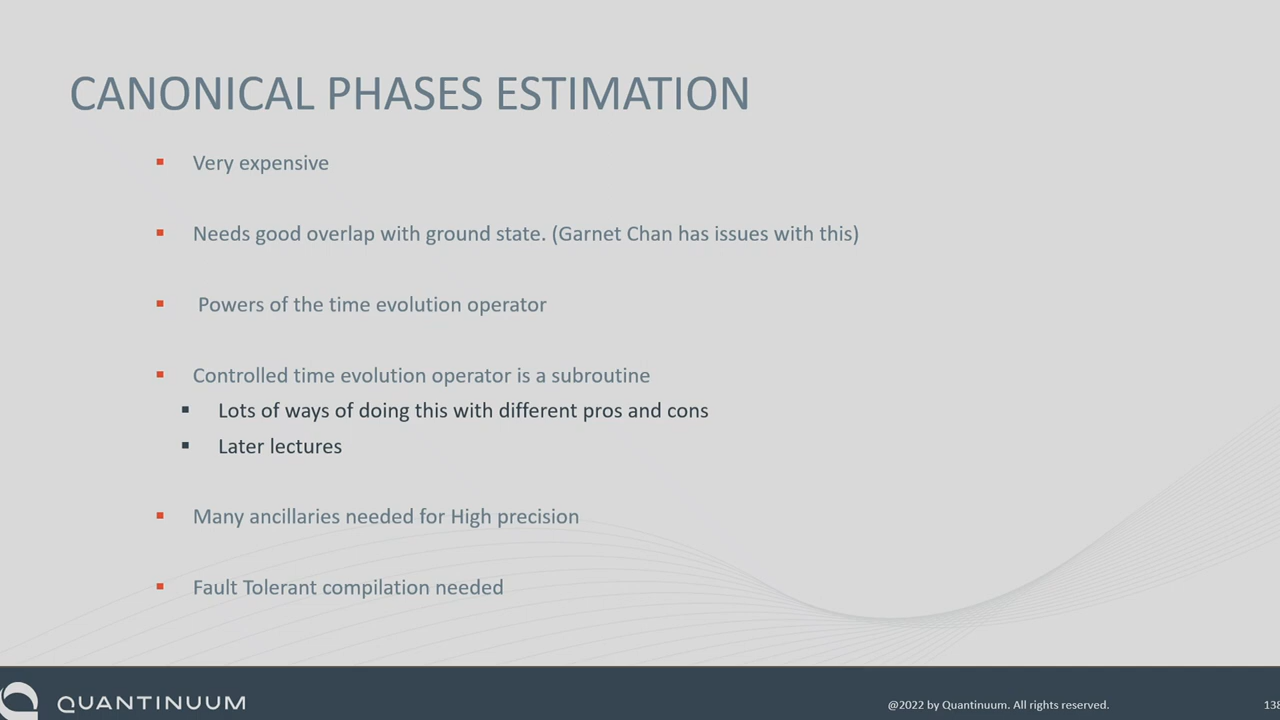 CANONICAL PHASES ESTIMATION
Very expensive
Needs good overlap with ground state. (Garnet Chan has issues with this)
Powers of the time evolution operator
Controlled time evolution operator is a subroutine
Lots of ways of doing this with different pros and cons
Later lectures
Many ancillaries needed for High precision
Fault Tolerant compilation needed
QUANTINUUM
@2022 by Quantinuum. All rights reserved.
138